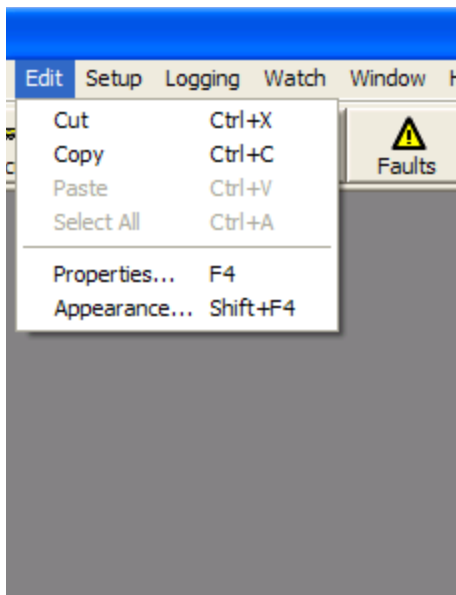 Edit Setup Logging Watch Window
Cut Ctrl+X
Copy Ctrl+C
Paste Ctrl+V
Select All Ctrl+A
Properties... F4
Appearance... Shift+F4
Faults